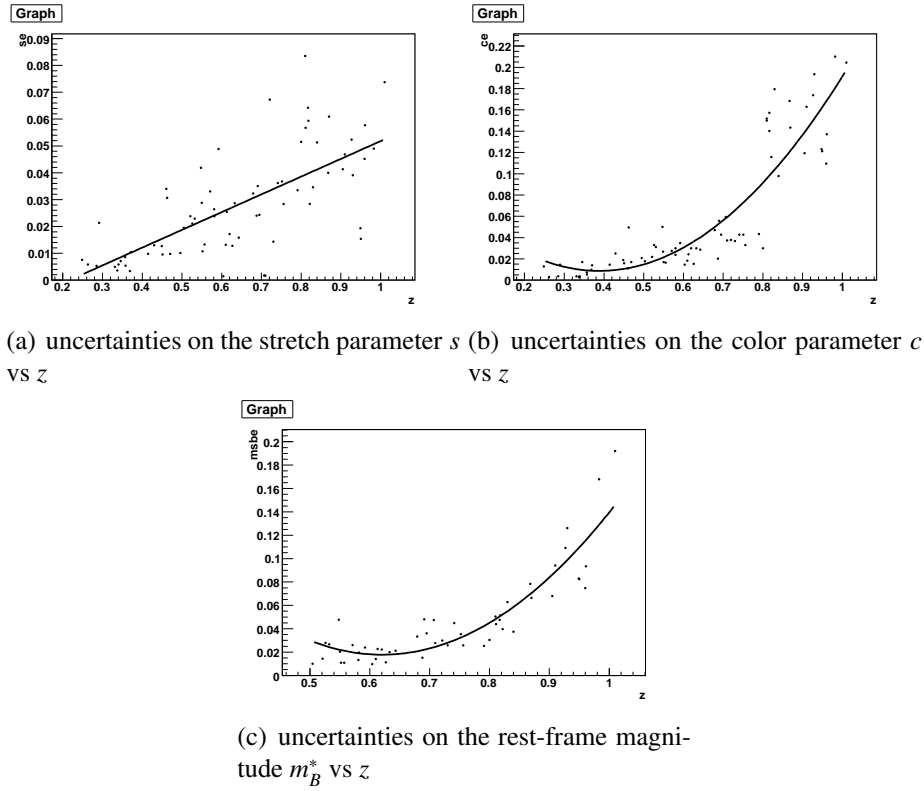 Graph
se
0.09
0.08
0.07
0.06
0.05
0.04
0.03
0.02
0.01
0
0.2 0.3 0.4 0.5 0.6 0.7 0.8 0.9 1
z
Graph
ce
0.22
0.2
0.18
0.16
0.14
0.12
0.1
0.08
0.06
0.04
0.02
0
0.2 0.3 0.4 0.5 0.6 0.7 0.8 0.9 1
z
(a) uncertainties on the stretch parameter s
vs z
(b) uncertainties on the color parameter c
vs z
Graph
msbe
0.2
0.18
0.16
0.14
0.12
0.1
0.08
0.06
0.04
0.02
0
0.5 0.6 0.7 0.8 0.9 1
z
(c) uncertainties on the rest-frame magni-
tude m*B vs z